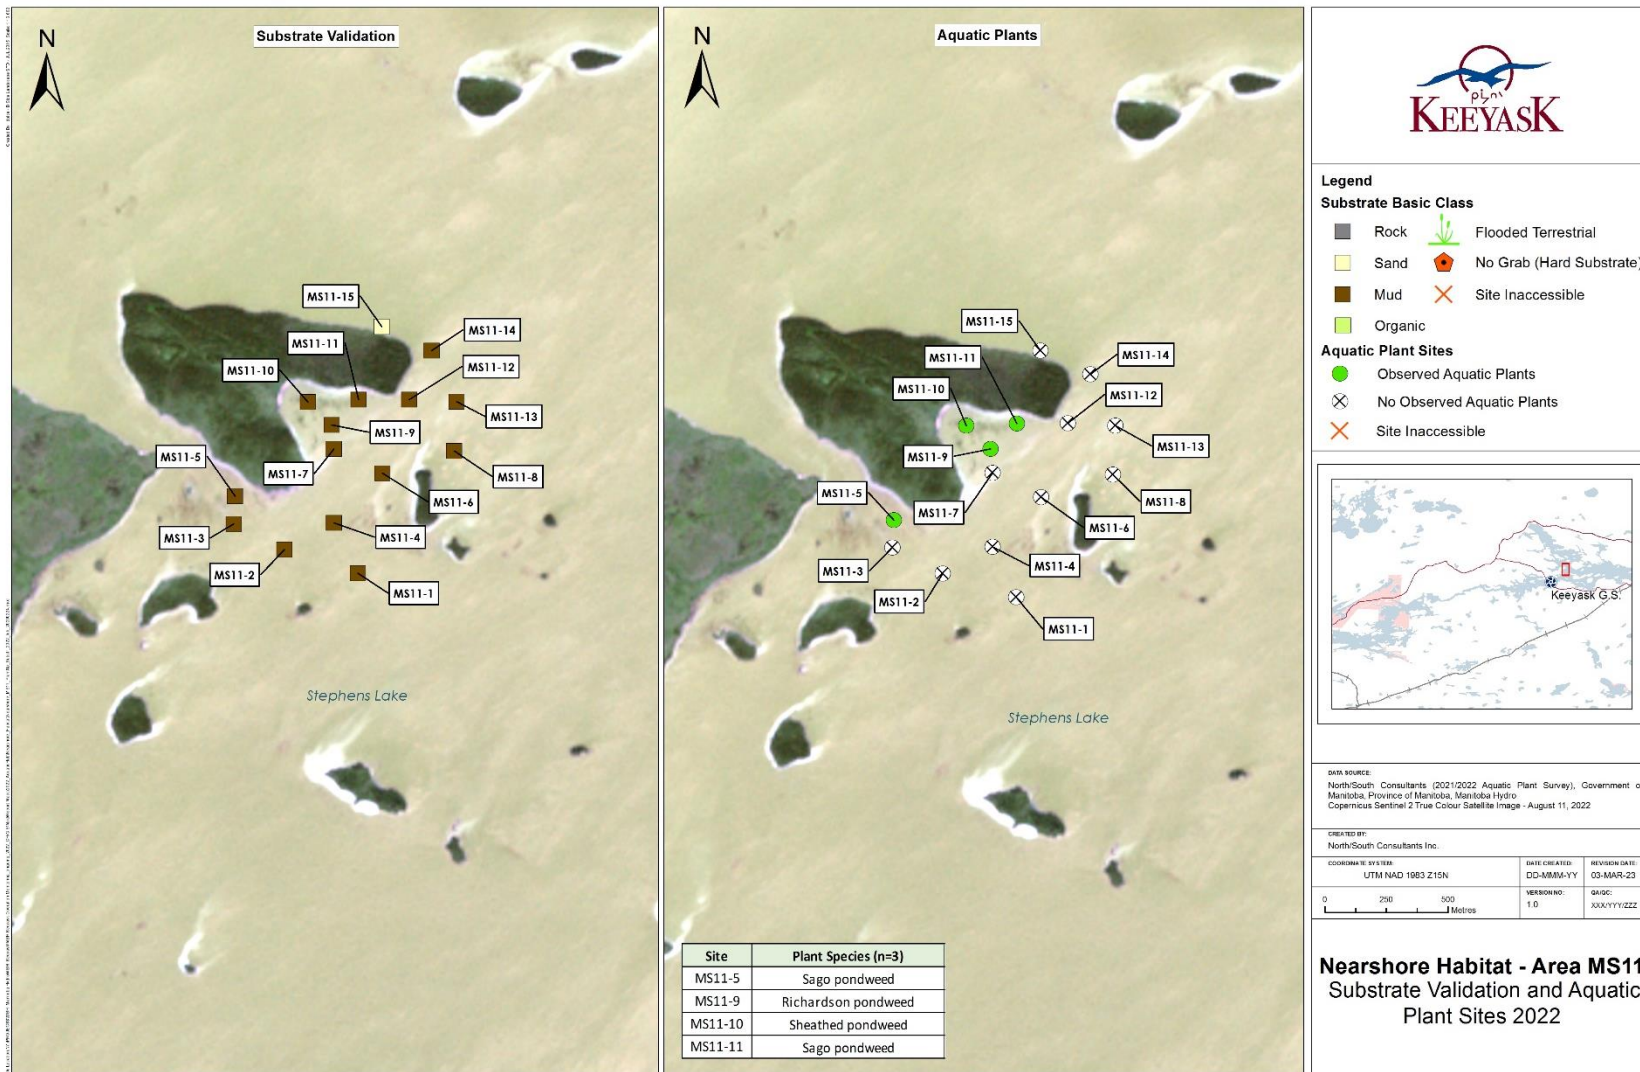 N
Substrate Validation
MS11-15
MS11-14
MS11-11
MS11-12
MS11-10
MS11-13
MS11-9
MS11-5
MS11-7
MS11-8
MS11-6
MS11-3
MS11-4
MS11-2
MS11-1
Stephens Lake
N
Aquatic Plants
MS11-15
MS11-14
MS11-11
MS11-10
MS11-12
MS11-13
MS11-9
MS11-5
MS11-8
MS11-7
MS11-6
MS11-3
MS11-4
MS11-2
MS11-1
Stephens Lake
Site Plant Species (n=3)
MS11-5 Sago pondweed
MS11-9 Richardson pondweed
MS11-10 Sheathed pondweed
MS11-11 Sago pondweed
KEEYASK
Legend
Substrate Basic Class
Rock Flooded Terrestrial
Sand No Grab (Hard Substrate)
Mud Site Inaccessible
Organic
Aquatic Plant Sites
Observed Aquatic Plants
No Observed Aquatic Plants
Site Inaccessible
Keeyask G.S.
DATA SOURCE:
North/South Consultants (2021/2022 Aquatic Plant Survey), Government o
Manitoba, Province of Manitoba, Manitoba Hydro
Copernicus Sentinel 2 True Colour Satellite Image - August 11, 2022
CREATED BY:
North/South Consultants Inc.
COORDINATE SYSTEM: DATE CREATED: REVISION DATE:
UTM NAD 1983 Z15N DD-MMM-YY 03-MAR-23
VERSION NO: QA/QC:
0 250 500 1.0 XXX/YYY/ZZZ
Metres
Nearshore Habitat - Area MS11
Substrate Validation and Aquatic
Plant Sites 2022